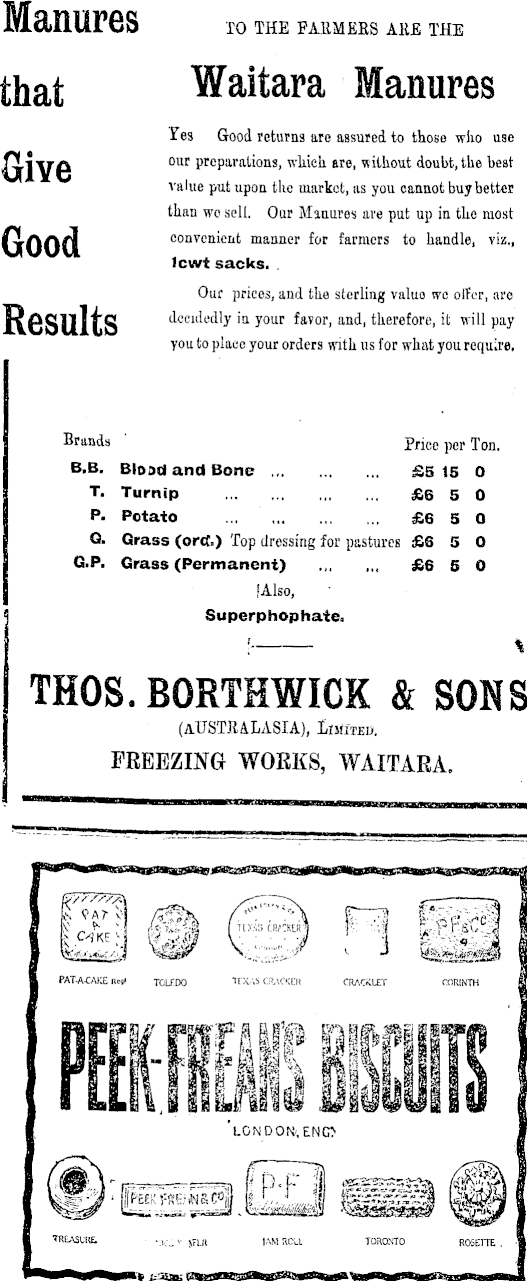 Manures
that
Give
Good
Results
TO THE FARMERS ARE THE
Waitara Manures
Yes Good returns are assured to those who use
our preparations, which are, without doubt, the best
value put upon the market, as you cannot buy better
than we sell. Our Manures are put up in the most
convenient manner for farmers to handle, viz.,
1cwt sacks.
Our prices, and the sterling value we offer, are
decidedly in your favor, and, therefore, it will pay
you to place your orders with us for what you require.
Brands Price per Ton.
B.B. Blood and Bone ... ... ... £5 15 0
T. Turnip ... ... ... ... £6 5 0
P. Potato ... ... ... ... £6 5 0
G. Grass (ord.) Top dressing for pastures £6 5 0
G.P. Grass (Permanent) ... ... £6 5 0
Also,
Superphophate.
THOS. BORTHWICK & SONS
(AUSTRALASIA), LIMITED.
FREEZING WORKS, WAITARA.
PAT
A
CAKE
TEXAS CRACKER
P.F.&Co
PAT-A-CAKE Regd TOLEDO TEXAS CRACKER CRACKLET CORINTH
PEEK-FREAN'S BISCUITS
LONDON, ENG.
PEEK FREAN & CO
P.F
TREASURE JAM ROLL TORONTO ROSETTE